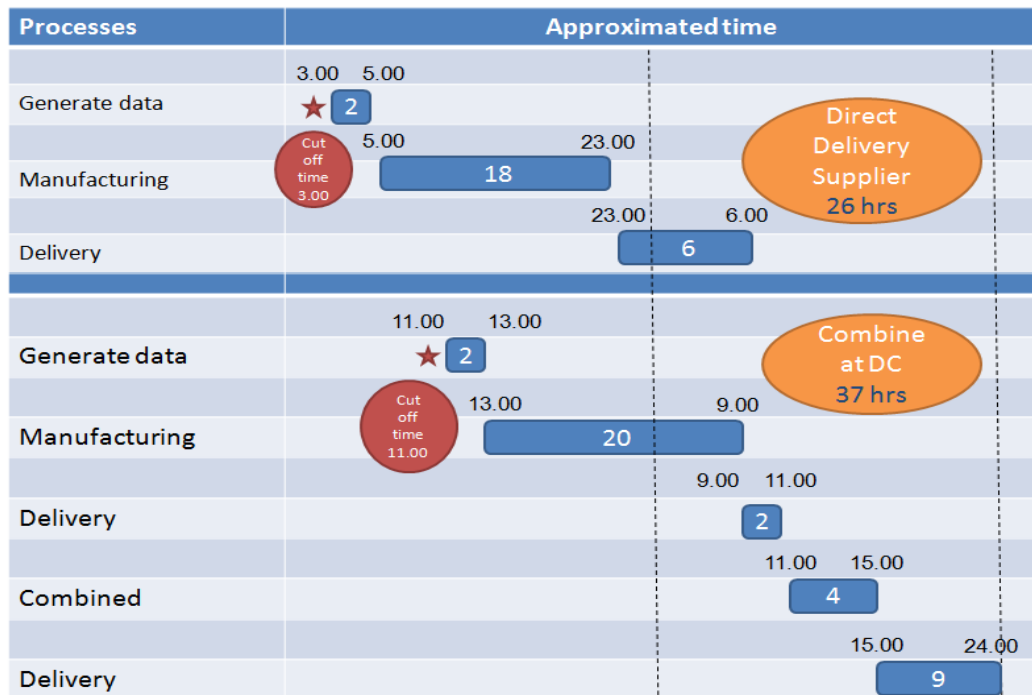 Processes Approximated time
3.00 5.00
Generate data 2
Cut
off
time
3.00
5.00 23.00
Manufacturing 18
Direct
Delivery
Supplier
26 hrs
23.00 6.00
Delivery 6
11.00 13.00
Generate data 2
Combine
at DC
37 hrs
Cut
off
time
11.00
13.00 9.00
Manufacturing 20
9.00 11.00
Delivery 2
11.00 15.00
Combined 4
15.00 24.00
Delivery 9